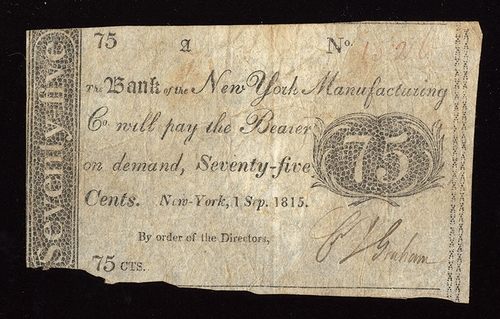 75 A No.
The Bank of the New York Manufacturing
Co. will pay the Bearer
on demand, Seventy-five
Cents. New-York, 1 Sep. 1815.
By order of the Directors,
75 CTS.
75
Graham
SEVENTY-FIVE